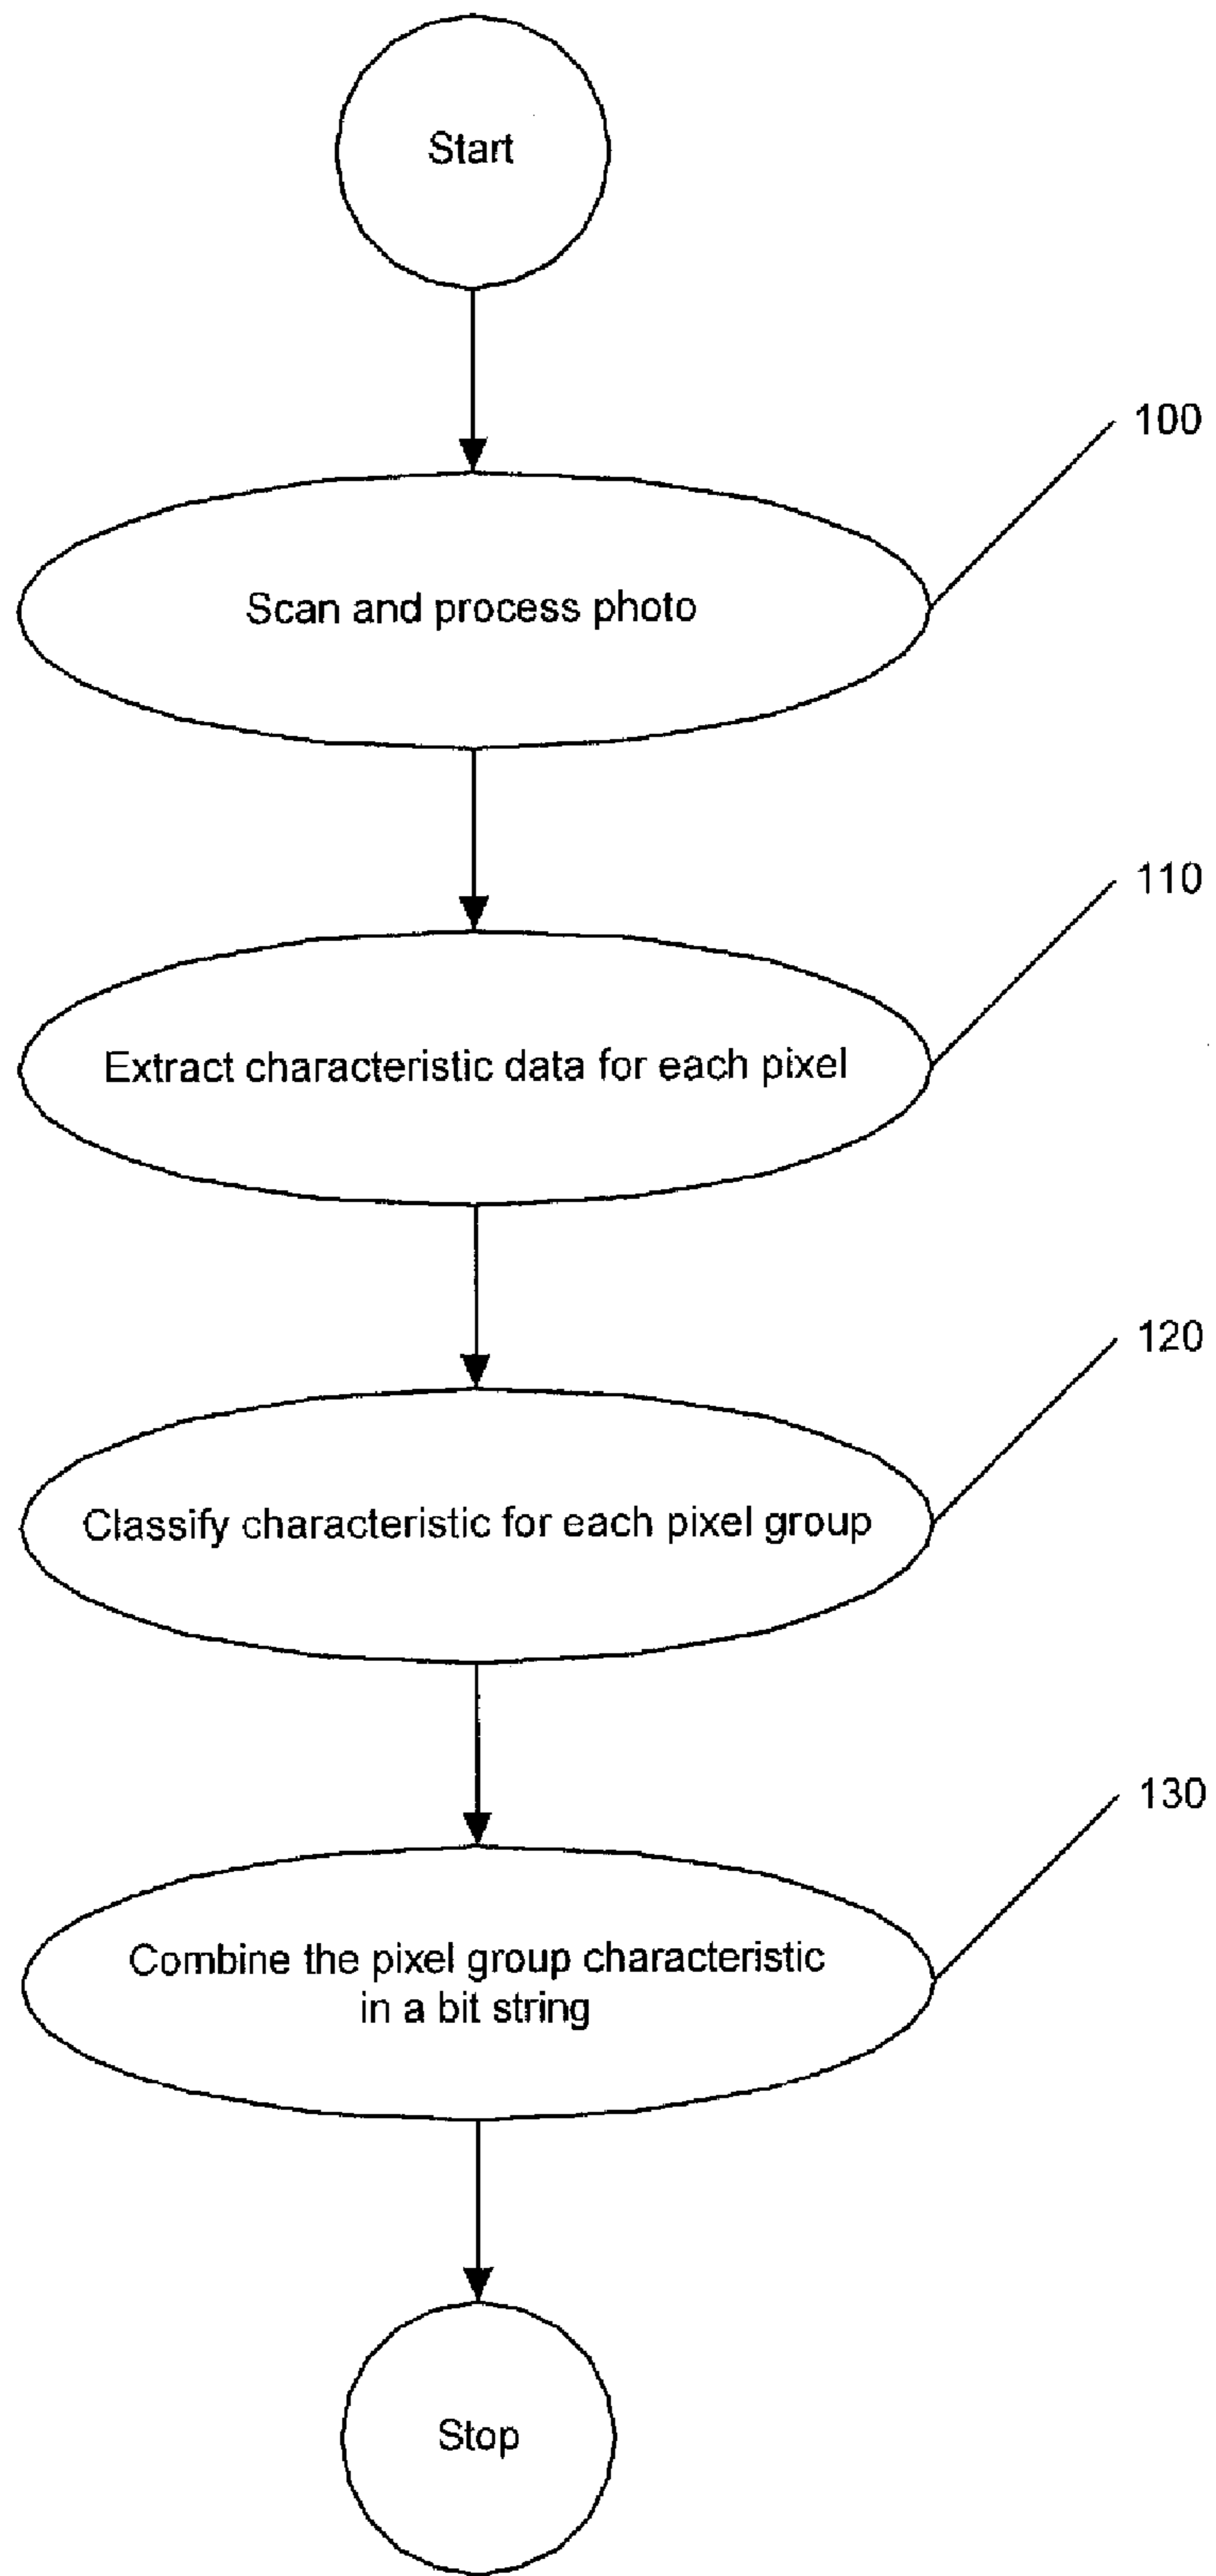 Start
100
Scan and process photo
110
Extract characteristic data for each pixel
120
Classify characteristic for each pixel group
130
Combine the pixel group characteristic
in a bit string
Stop